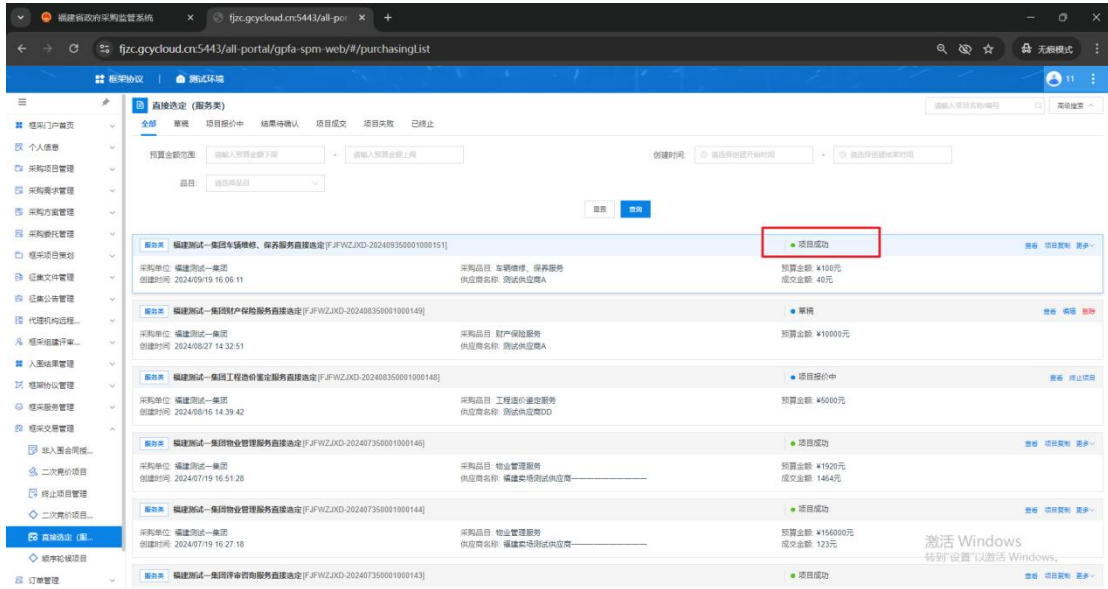 福建省政府采购监管系统
fjzc.gcycloud.cn:5443/all-por
fjzc.gcycloud.cn:5443/all-portal/gpfa-spm-web/#/purchasingList
无痕模式
框架协议 | 测试环境
11
框采门户首页
个人信息
采购项目管理
采购需求管理
采购方案管理
采购委托管理
框采项目策划
征集文件管理
征集公告管理
代理机构远程...
框采组建评审...
入围结果管理
框架协议管理
框采服务管理
框采交易管理
非入围合同授...
二次竞价项目
终止项目管理
二次竞价项目...
直接选定（服...
顺序轮候项目
订单管理
直接选定（服务类）
请输入项目名称/编号
高级搜索
全部 草稿 项目报价中 结果待确认 项目成交 项目失败 已终止
预算金额范围: 请输入预算金额下限 - 请输入预算金额上限 创建时间: 请选择创建开始时间 - 请选择创建结束时间
品目: 请选择品目
重置 查询
服务类 福建测试一集团车辆维修、保养服务直接选定[FJFWZJXD-202409350001000151] 项目成功 查看 项目复制 更多
采购单位: 福建测试一集团 采购品目: 车辆维修、保养服务 预算金额: ¥100元
创建时间: 2024/09/19 16:06:11 供应商名称: 测试供应商A 成交金额: 40元
服务类 福建测试一集团财产保险服务直接选定[FJFWZJXD-202408350001000149] 草稿 查看 编辑 删除
采购单位: 福建测试一集团 采购品目: 财产保险服务 预算金额: ¥10000元
创建时间: 2024/08/27 14:32:51 供应商名称: 测试供应商A
服务类 福建测试一集团工程造价鉴定服务直接选定[FJFWZJXD-202408350001000148] 项目报价中 查看 终止项目
采购单位: 福建测试一集团 采购品目: 工程造价鉴定服务 预算金额: ¥5000元
创建时间: 2024/08/16 14:39:42 供应商名称: 测试供应商DD
服务类 福建测试一集团物业管理服务直接选定[FJFWZJXD-202407350001000146] 项目成功 查看 项目复制 更多
采购单位: 福建测试一集团 采购品目: 物业管理服务 预算金额: ¥1920元
创建时间: 2024/07/19 16:51:28 供应商名称: 福建卖场测试供应商——————— 成交金额: 1464元
服务类 福建测试一集团物业管理服务直接选定[FJFWZJXD-202407350001000144] 项目成功 查看 项目复制 更多
采购单位: 福建测试一集团 采购品目: 物业管理服务 预算金额: ¥156000元
创建时间: 2024/07/19 16:27:18 供应商名称: 福建卖场测试供应商——————— 成交金额: 123元
服务类 福建测试一集团评审咨询服务直接选定[FJFWZJXD-202407350001000143] 项目成功 查看 项目复制 更多
激活 Windows
转到"设置"以激活 Windows。